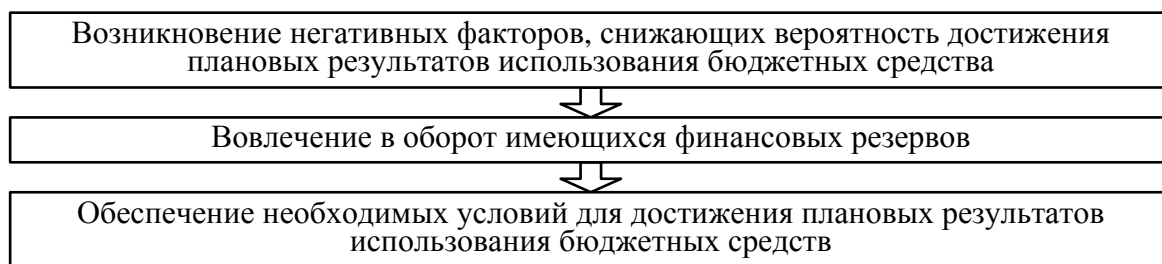 Возникновение негативных факторов, снижающих вероятность достижения
плановых результатов использования бюджетных средства
Вовлечение в оборот имеющихся финансовых резервов
Обеспечение необходимых условий для достижения плановых результатов
использования бюджетных средств